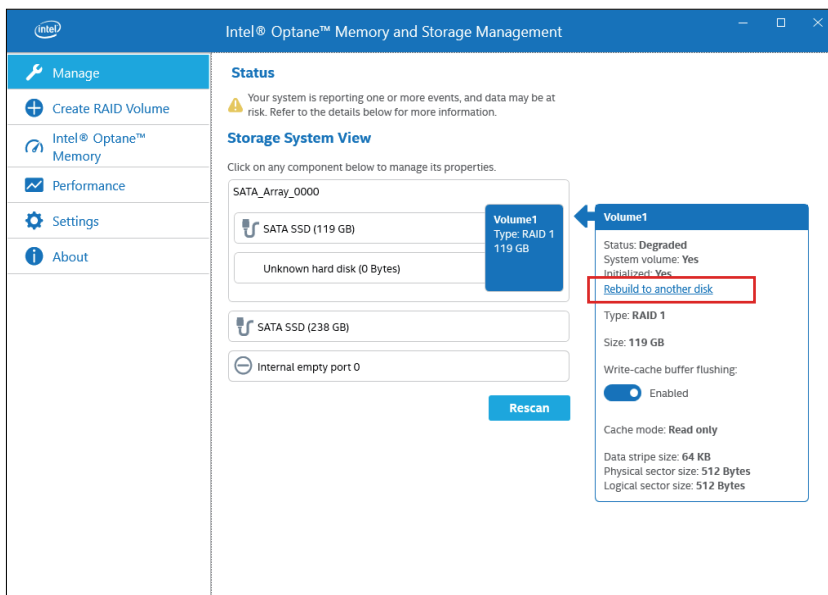 intel
Intel® Optane™ Memory and Storage Management
Manage
Create RAID Volume
Intel® Optane™
Memory
Performance
Settings
About
Status
Your system is reporting one or more events, and data may be at
risk. Refer to the details below for more information.
Storage System View
Click on any component below to manage its properties.
SATA_Array_0000
SATA SSD (119 GB)
Unknown hard disk (0 Bytes)
Volume1
Type: RAID 1
119 GB
SATA SSD (238 GB)
Internal empty port 0
Rescan
Volume1
Status: Degraded
System volume: Yes
Initialized: Yes
Rebuild to another disk
Type: RAID 1
Size: 119 GB
Write-cache buffer flushing:
Enabled
Cache mode: Read only
Data stripe size: 64 KB
Physical sector size: 512 Bytes
Logical sector size: 512 Bytes